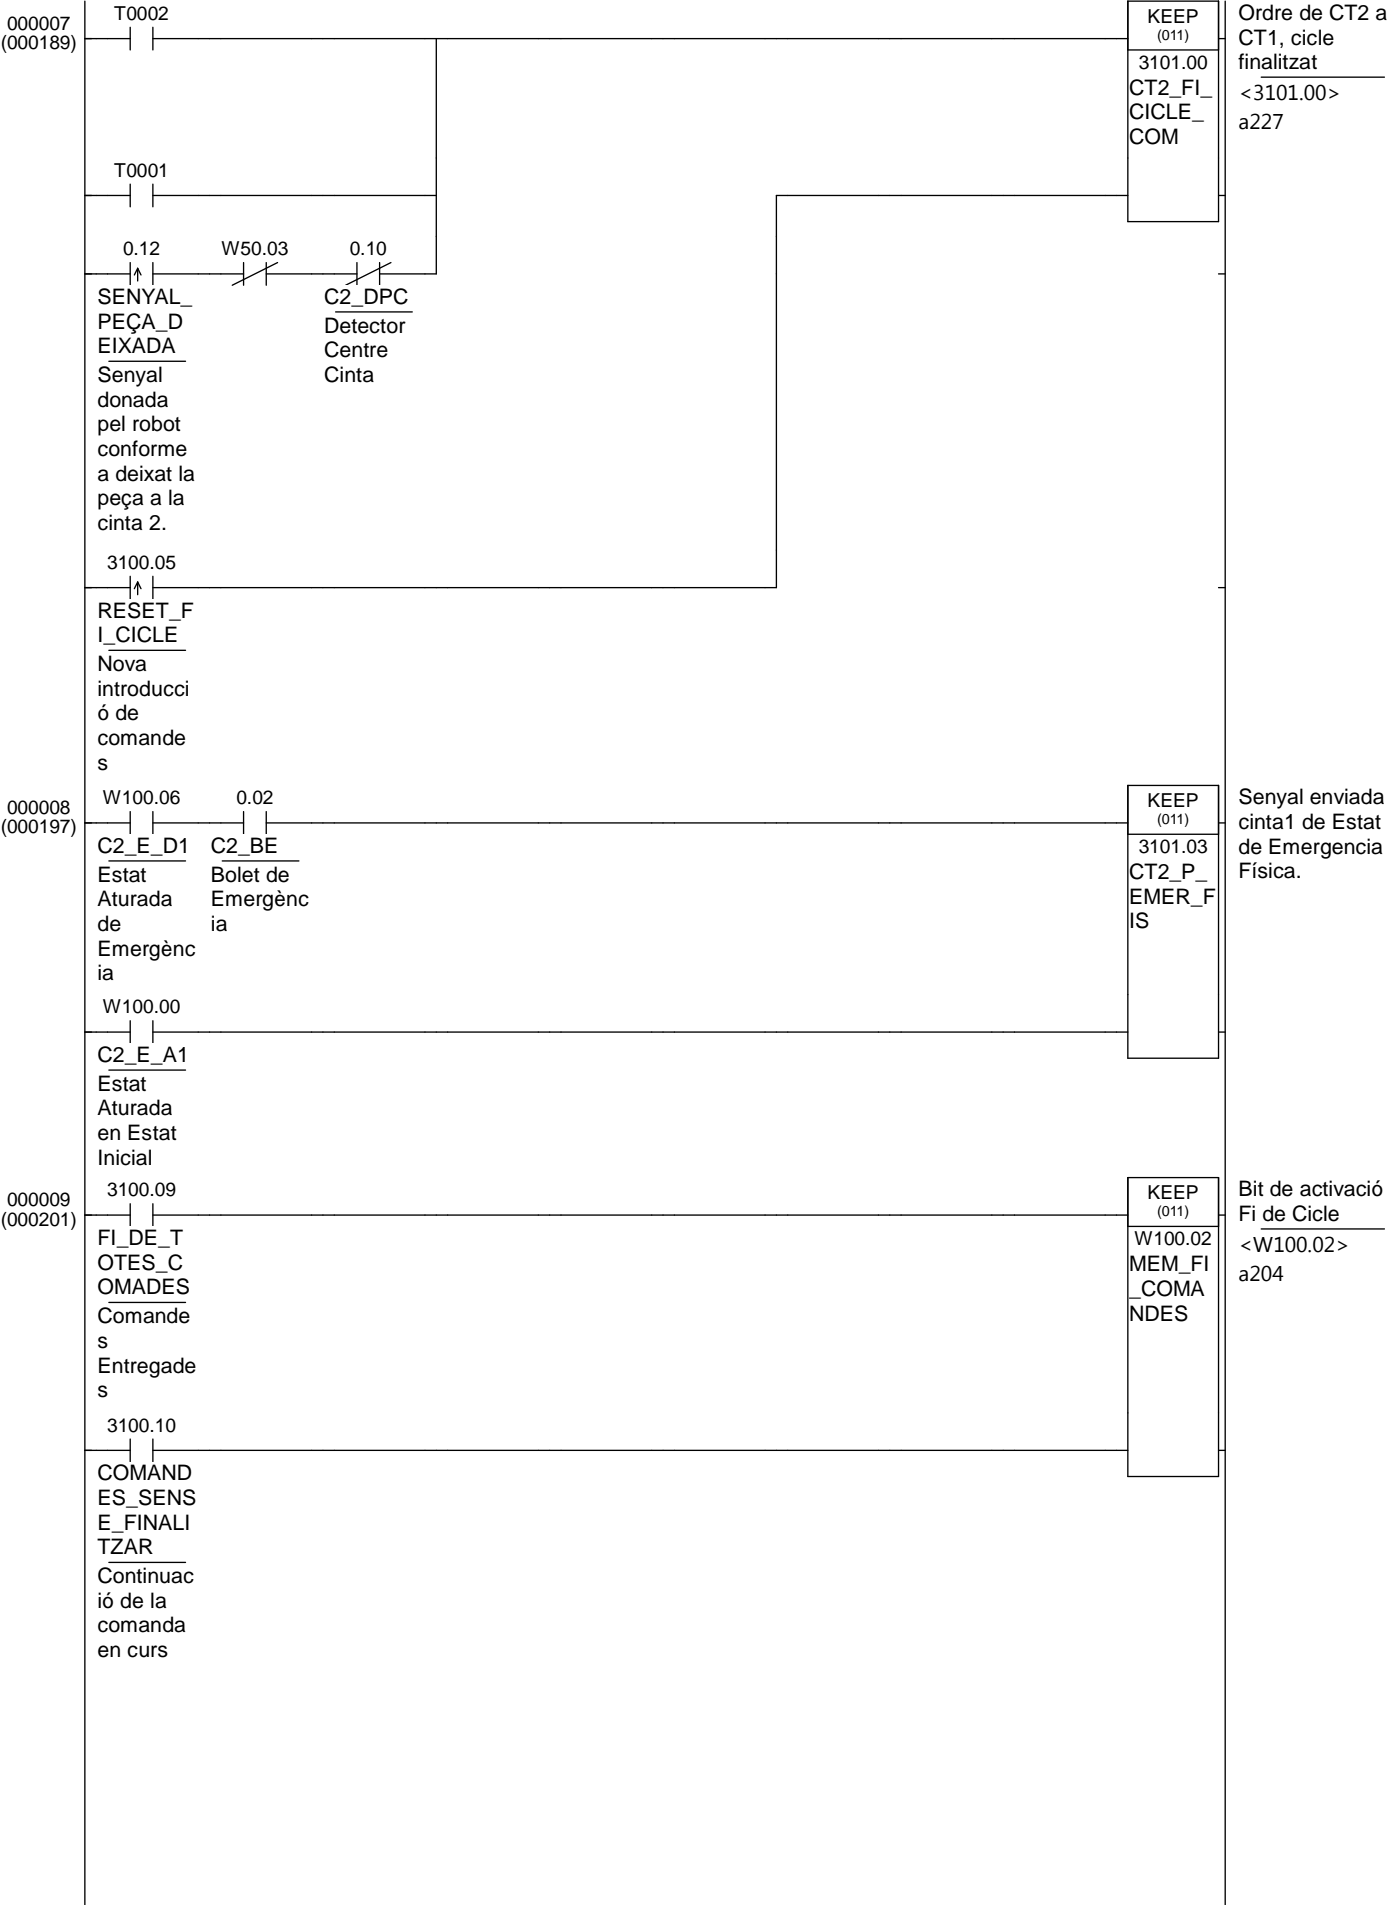 000007
(000189)
T0002
KEEP
(011)
3101.00
CT2_FI_
CICLE_
COM
Ordre de CT2 a
CT1, cicle
finalitzat
<3101.00>
a227
T0001
0.12
SENYAL_
PEÇA_D
EIXADA
Senyal
donada
pel robot
conforme
a deixat la
peça a la
cinta 2.
W50.03
0.10
C2_DPC
Detector
Centre
Cinta
3100.05
RESET_F
I_CICLE
Nova
introducci
ó de
comande
s
000008
(000197)
W100.06
C2_E_D1
Estat
Aturada
de
Emergènc
ia
0.02
C2_BE
Bolet de
Emergènc
ia
KEEP
(011)
3101.03
CT2_P_
EMER_F
IS
Senyal enviada
cinta1 de Estat
de Emergencia
Física.
W100.00
C2_E_A1
Estat
Aturada
en Estat
Inicial
000009
(000201)
3100.09
FI_DE_T
OTES_C
OMADES
Comande
s
Entregade
s
KEEP
(011)
W100.02
MEM_FI
_COMA
NDES
Bit de activació
Fi de Cicle
<W100.02>
a204
3100.10
COMAND
ES_SENS
E_FINALI
TZAR
Continuac
ió de la
comanda
en curs